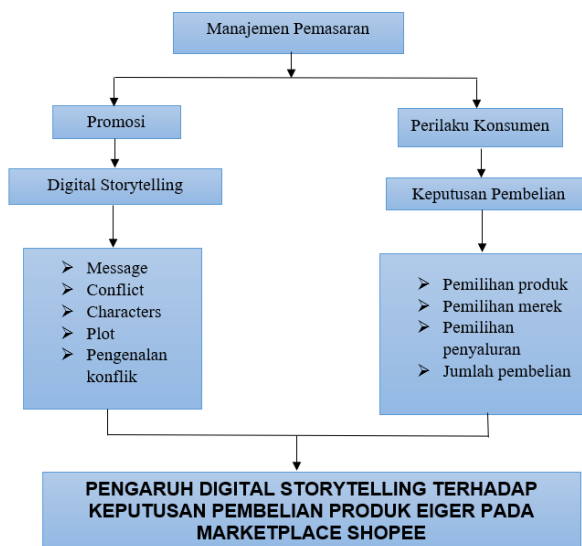 Manajemen Pemasaran
Promosi
Perilaku Konsumen
Digital Storytelling
Keputusan Pembelian
➢ Message
➢ Conflict
➢ Characters
➢ Plot
➢ Pengenalan
konflik
➢ Pemilihan produk
➢ Pemilihan merek
➢ Pemilihan
penyaluran
➢ Jumlah pembelian
PENGARUH DIGITAL STORYTELLING TERHADAP
KEPUTUSAN PEMBELIAN PRODUK EIGER PADA
MARKETPLACE SHOPEE